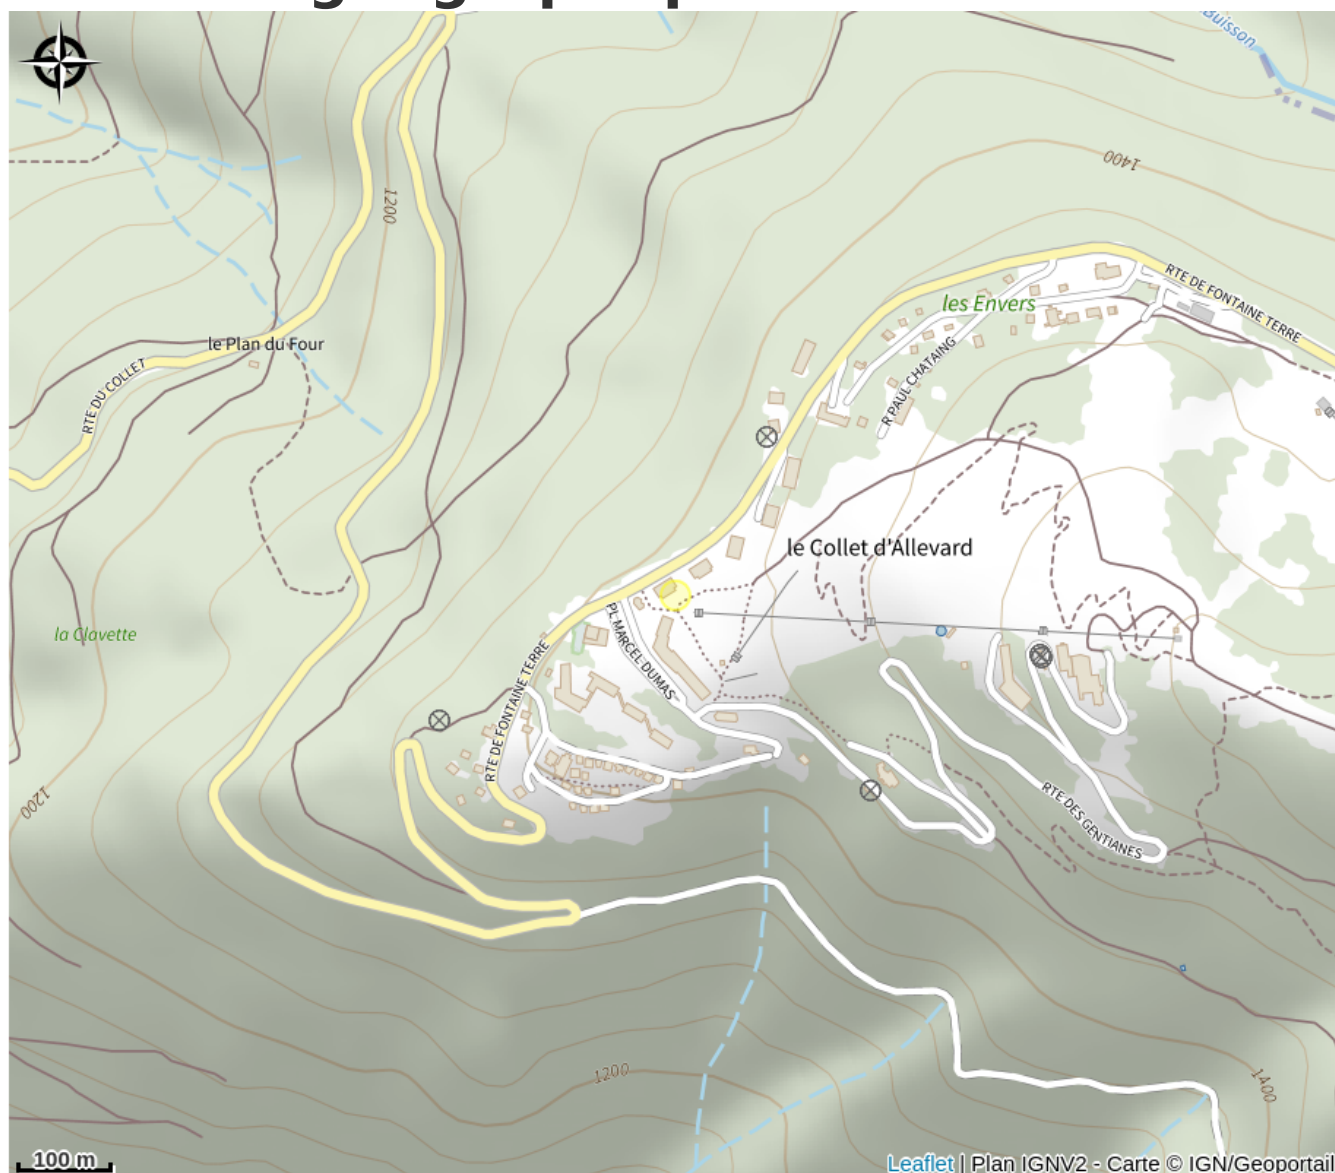 Buisson
1400
1200
RTE DE FONTAINE TERRE
les Envers
le Plan du Four
RTE DU COLLET
R PAUL CHATAING
le Collet d'Allevard
la Clavette
PL MARCEL DUMAS
RTE DE FONTAINE TERRE
1200
RTE DES GENTIANES
1200
1400
100 m
Leaflet | Plan IGNV2 - Carte © IGN/Geoportail